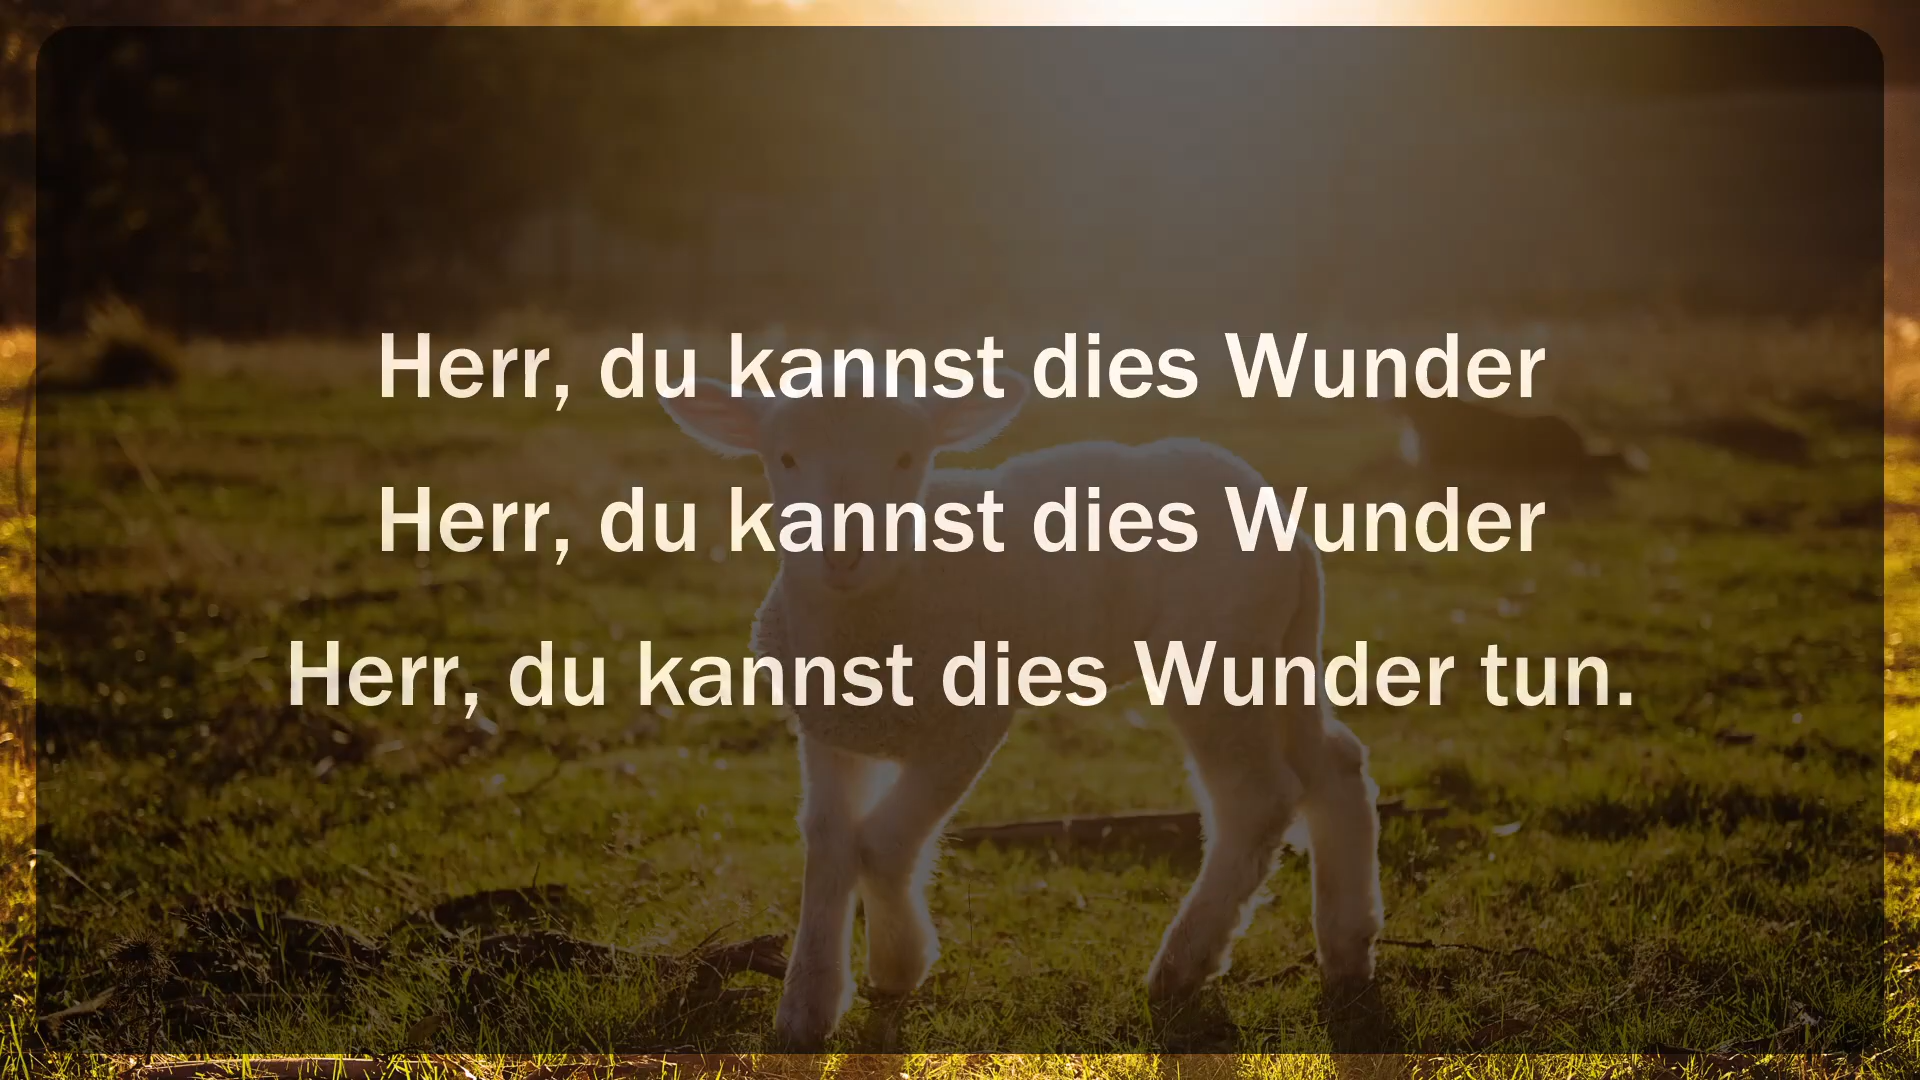 Herr, du kannst dies Wunder
Herr, du kannst dies Wunder
Herr, du kannst dies Wunder tun.